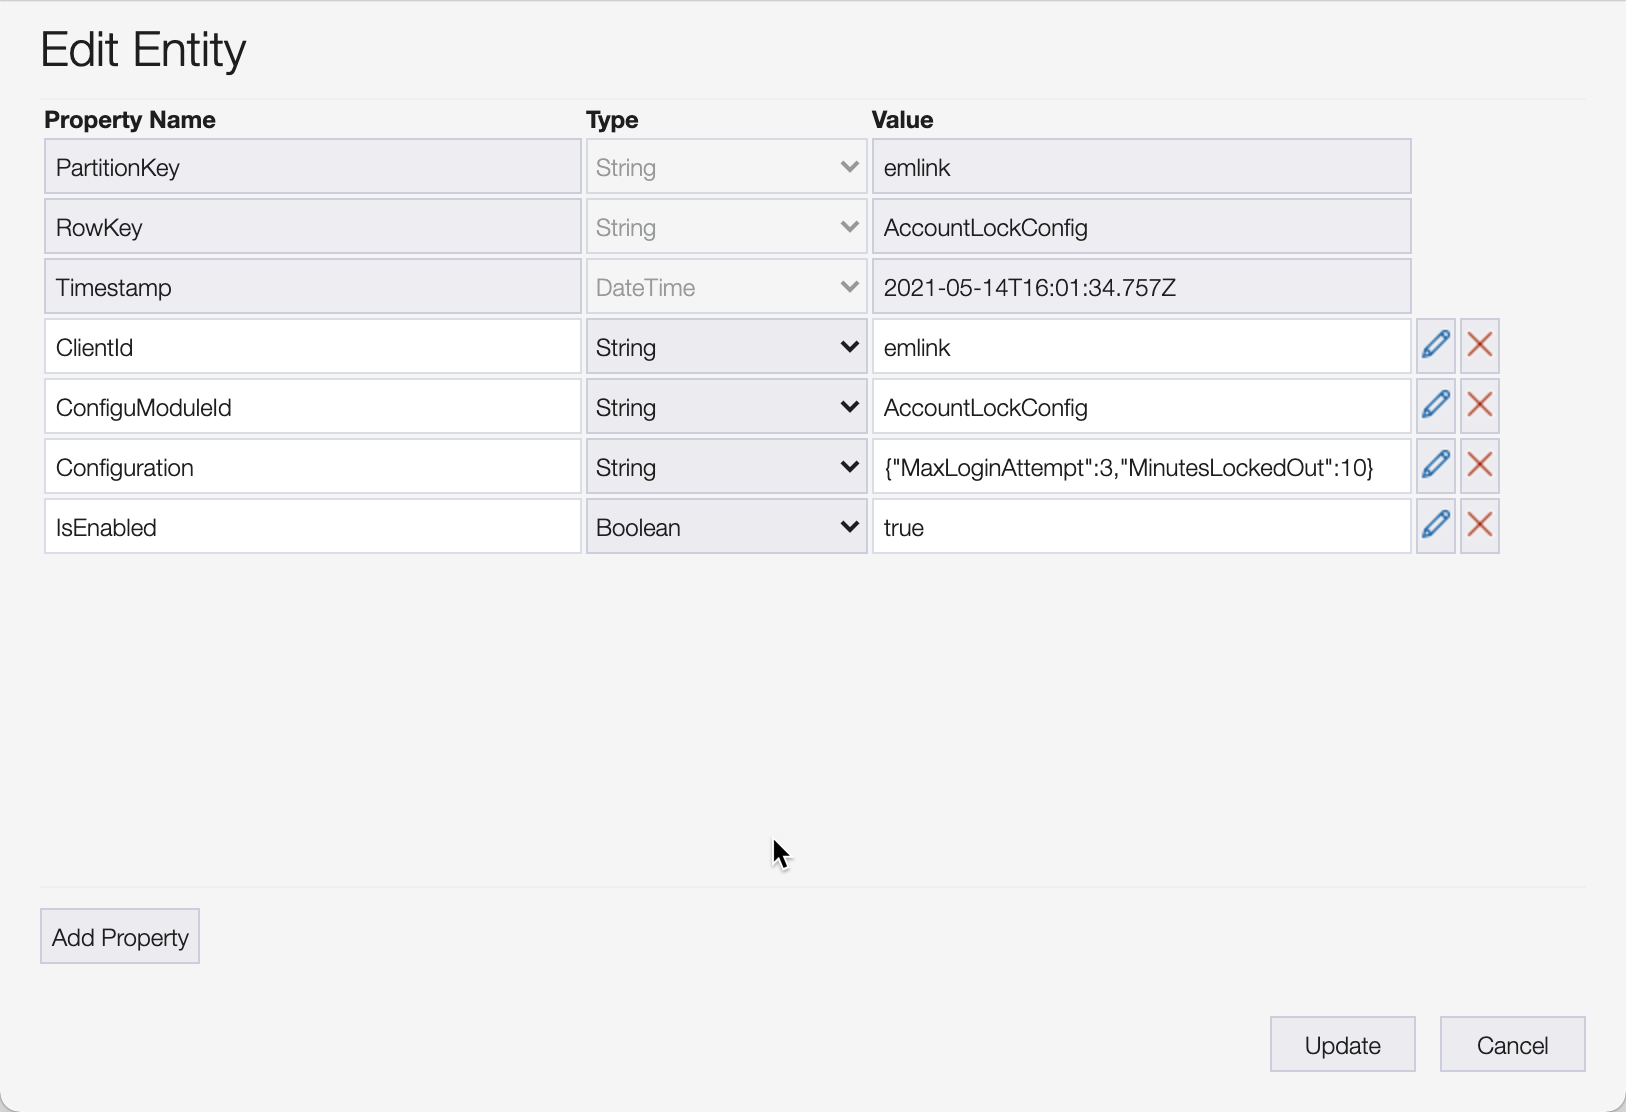 Edit Entity
Property Name Type Value
PartitionKey String emlink
RowKey String AccountLockConfig
Timestamp DateTime 2021-05-14T16:01:34.757Z
ClientId String emlink
ConfiguModuleId String AccountLockConfig
Configuration String {"MaxLoginAttempt":3,"MinutesLockedOut":10}
IsEnabled Boolean true
Add Property
Update Cancel